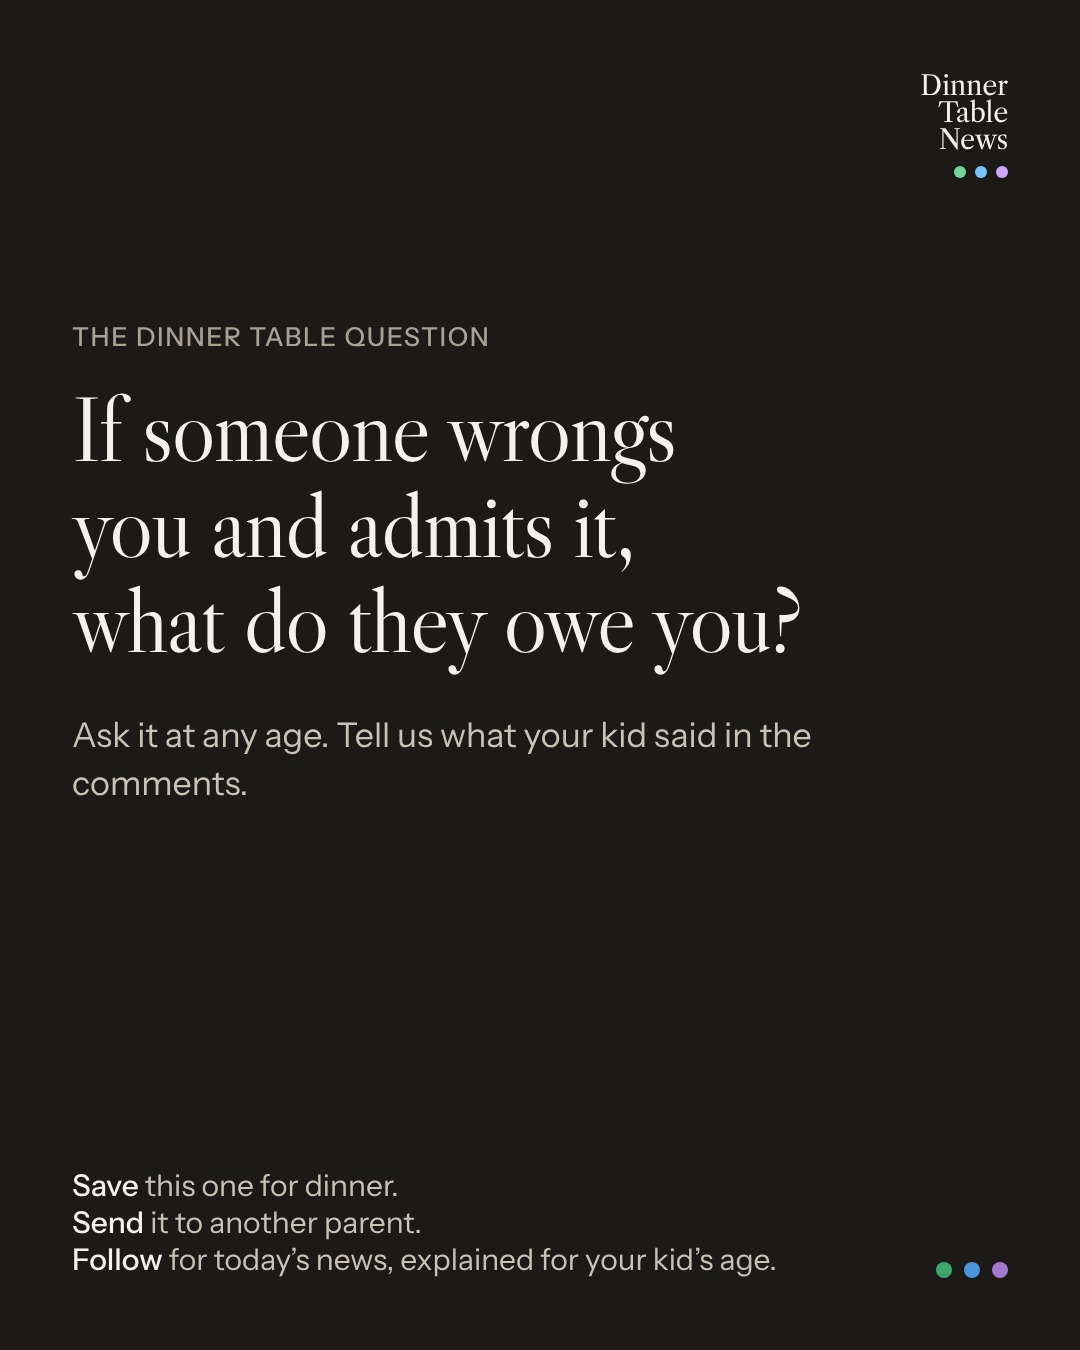 Dinner
Table
News
THE DINNER TABLE QUESTION
If someone wrongs
you and admits it,
what do they owe you?
Ask it at any age. Tell us what your kid said in the
comments.
Save this one for dinner.
Send it to another parent.
Follow for today’s news, explained for your kid’s age.